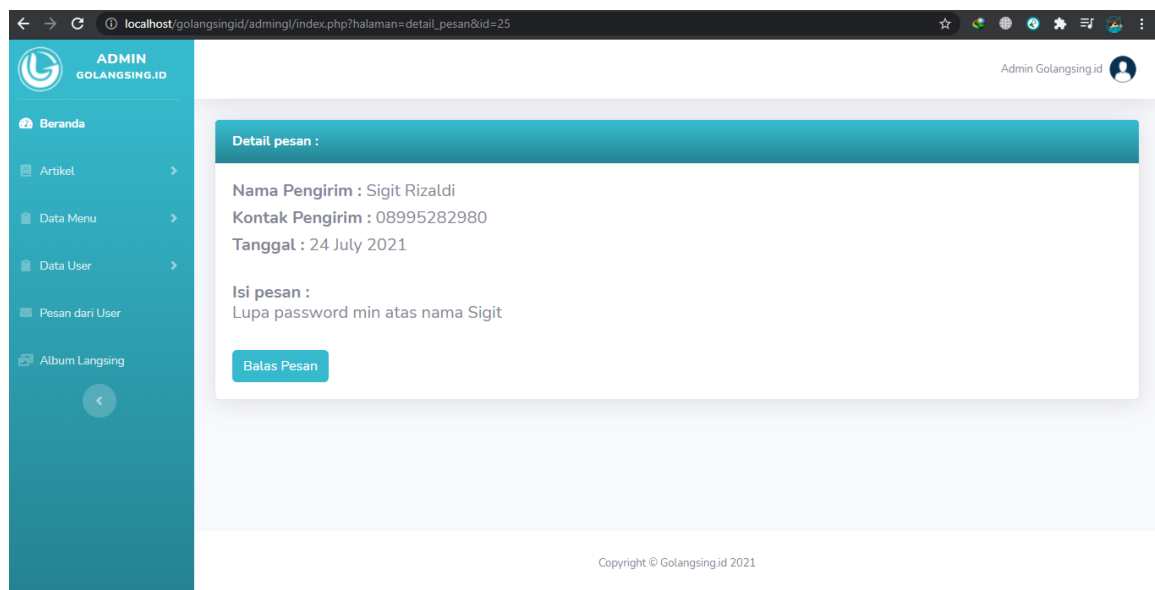 localhost/golangsingid/admingl/index.php?halaman=detail_pesan&id=25
ADMIN
GOLANGSING.ID
Admin Golangsing.id
Beranda
Artikel
Data Menu
Data User
Pesan dari User
Album Langsing
Detail pesan :
Nama Pengirim : Sigit Rizaldi
Kontak Pengirim : 08995282980
Tanggal : 24 July 2021
Isi pesan :
Lupa password min atas nama Sigit
Balas Pesan
Copyright © Golangsing.id 2021